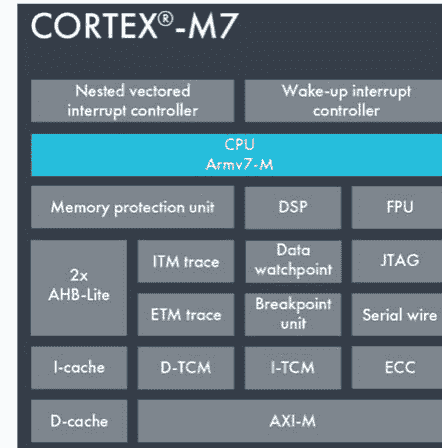 CORTEX®-M7
Nested vectored
interrupt controller
Wake-up interrupt
controller
CPU
Armv7-M
Memory protection unit
DSP
FPU
2x
AHB-Lite
ITM trace
Data
watchpoint
JTAG
ETM trace
Breakpoint
unit
Serial wire
I-cache
D-TCM
I-TCM
ECC
D-cache
AXI-M